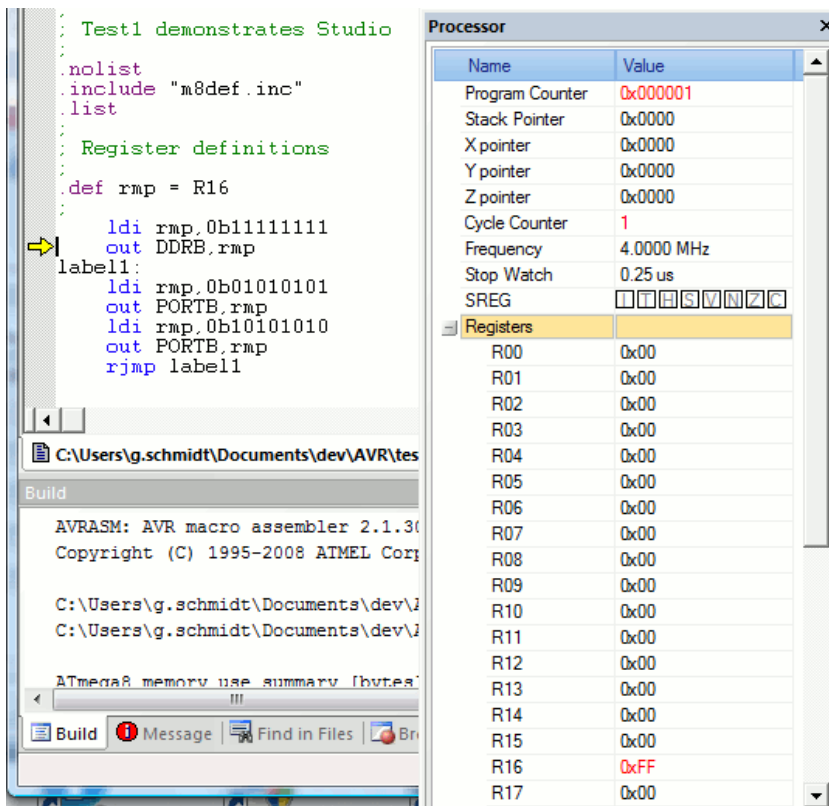 ;
; Test1 demonstrates Studio
;
.nolist
.include "m8def.inc"
.list
;
; Register definitions
;
.def rmp = R16
;
ldi rmp,0b11111111
out DDRB,rmp
label1:
ldi rmp,0b01010101
out PORTB,rmp
ldi rmp,0b10101010
out PORTB,rmp
rjmp label1
C:\Users\g.schmidt\Documents\dev\AVR\tes
Build
AVRASM: AVR macro assembler 2.1.30
Copyright (C) 1995-2008 ATMEL Corp
C:\Users\g.schmidt\Documents\dev\
C:\Users\g.schmidt\Documents\dev\
ATmega8 memory use summary [bytes]
Build Message Find in Files Br
Processor x
Name Value
Program Counter 0x000001
Stack Pointer 0x0000
X pointer 0x0000
Y pointer 0x0000
Z pointer 0x0000
Cycle Counter 1
Frequency 4.0000 MHz
Stop Watch 0.25 us
SREG I T H S V N Z C
Registers
R00 0x00
R01 0x00
R02 0x00
R03 0x00
R04 0x00
R05 0x00
R06 0x00
R07 0x00
R08 0x00
R09 0x00
R10 0x00
R11 0x00
R12 0x00
R13 0x00
R14 0x00
R15 0x00
R16 0xFF
R17 0x00